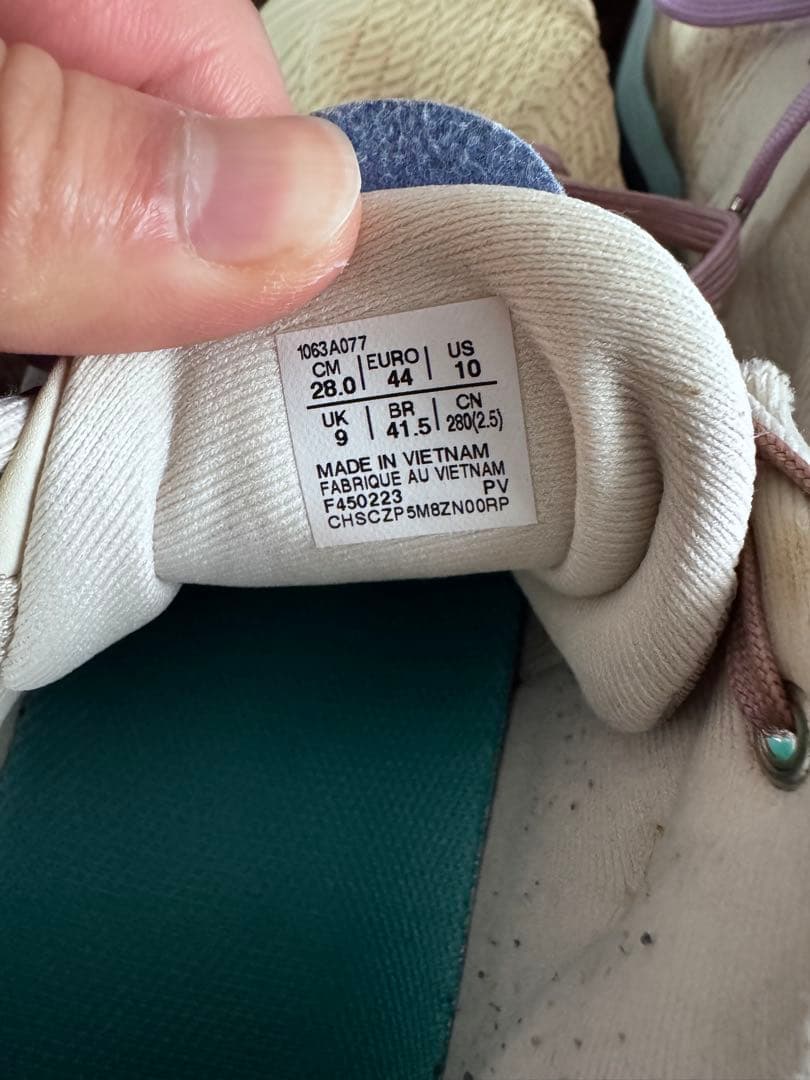 1063A077
CM | EURO | US
28.0 | 44 | 10
UK | BR | CN
9 | 41.5 | 280(2.5)
MADE IN VIETNAM
FABRIQUE AU VIETNAM
F450223 PV
CHSCZP5M8ZN00RP